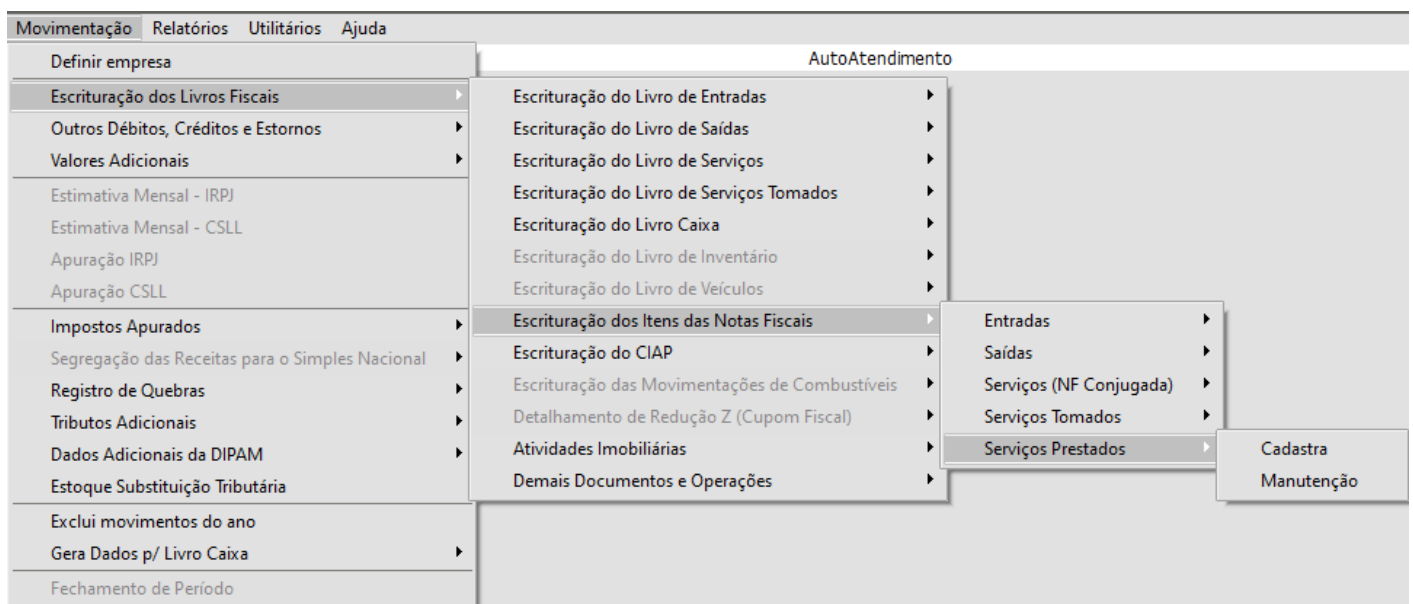 Movimentação Relatórios Utilitários Ajuda
AutoAtendimento
Definir empresa
Escrituração dos Livros Fiscais
Outros Débitos, Créditos e Estornos
Valores Adicionais
Estimativa Mensal - IRPJ
Estimativa Mensal - CSLL
Apuração IRPJ
Apuração CSLL
Impostos Apurados
Segregação das Receitas para o Simples Nacional
Registro de Quebras
Tributos Adicionais
Dados Adicionais da DIPAM
Estoque Substituição Tributária
Exclui movimentos do ano
Gera Dados p/ Livro Caixa
Fechamento de Período
Escrituração do Livro de Entradas
Escrituração do Livro de Saídas
Escrituração do Livro de Serviços
Escrituração do Livro de Serviços Tomados
Escrituração do Livro Caixa
Escrituração do Livro de Inventário
Escrituração do Livro de Veículos
Escrituração dos Itens das Notas Fiscais
Escrituração do CIAP
Escrituração das Movimentações de Combustíveis
Detalhamento de Redução Z (Cupom Fiscal)
Atividades Imobiliárias
Demais Documentos e Operações
Entradas
Saídas
Serviços (NF Conjugada)
Serviços Tomados
Serviços Prestados
Cadastra
Manutenção